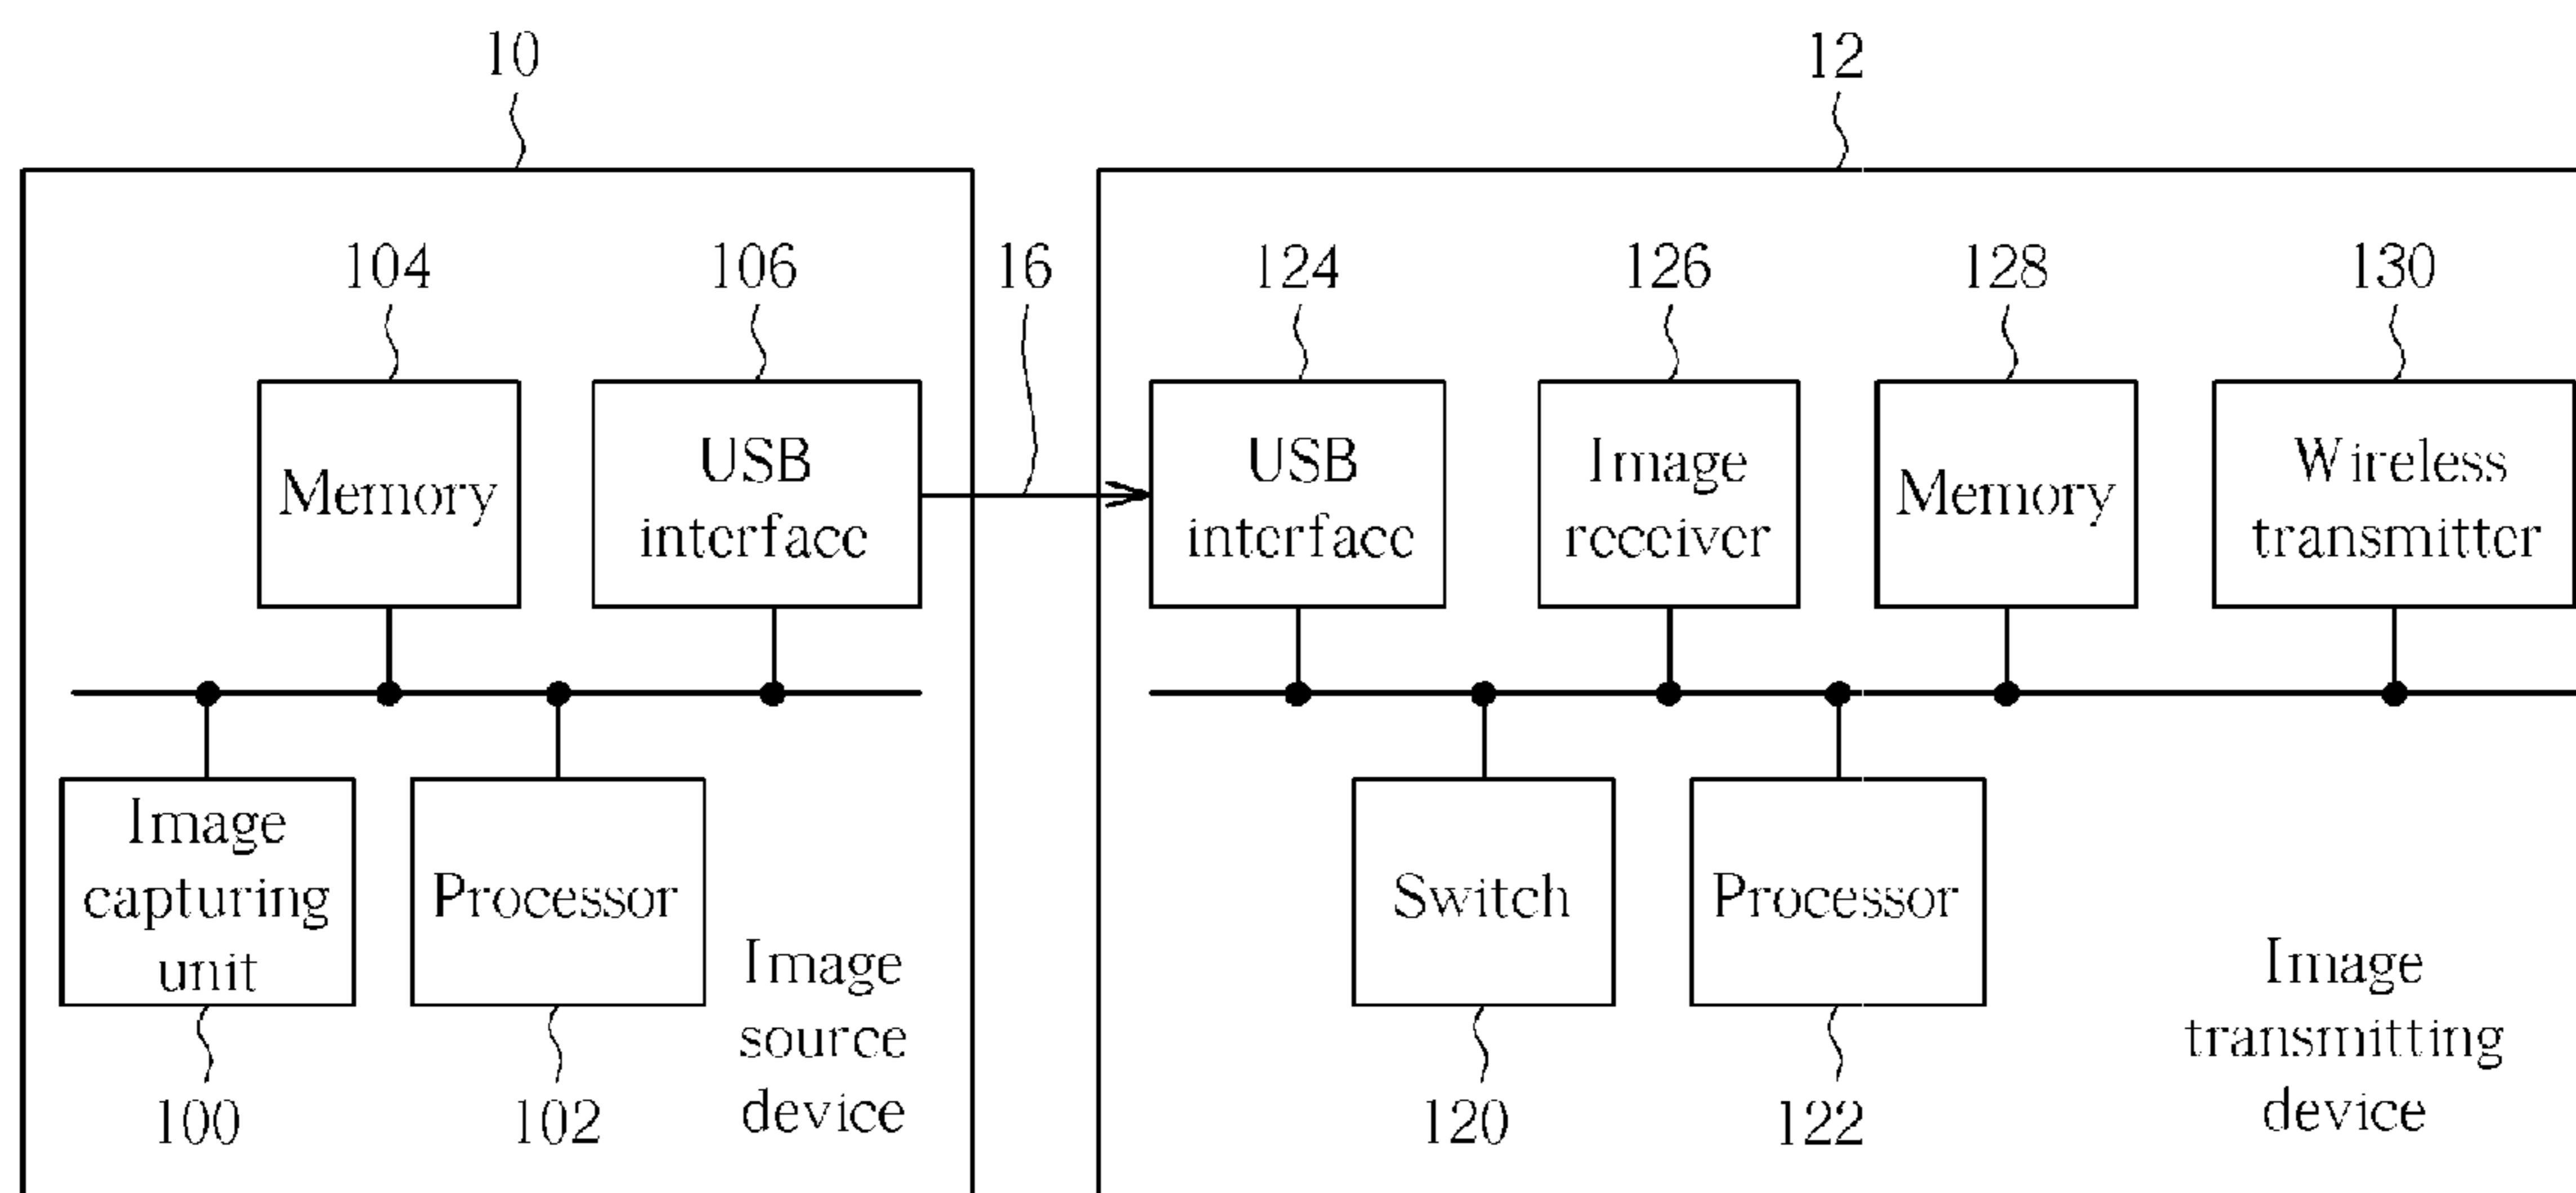 10
12
104
106
16
124
126
128
130
Memory
USB
interface
USB
interface
Image
receiver
Memory
Wireless
transmitter
Image
capturing
unit
Processor
Image
source
device
Switch
Processor
Image
transmitting
device
100
102
120
122